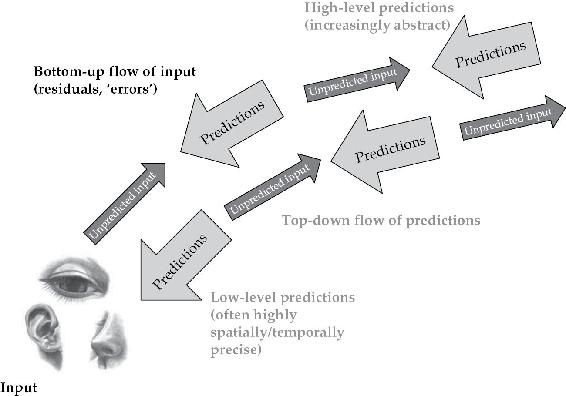 High-level predictions
(increasingly abstract)
Predictions
Unpredicted input
Bottom-up flow of input
(residuals, 'errors')
Predictions
Unpredicted input
Predictions
Unpredicted input
Unpredicted input
Top-down flow of predictions
Predictions
Low-level predictions
(often highly
spatially/temporally
precise)
Input